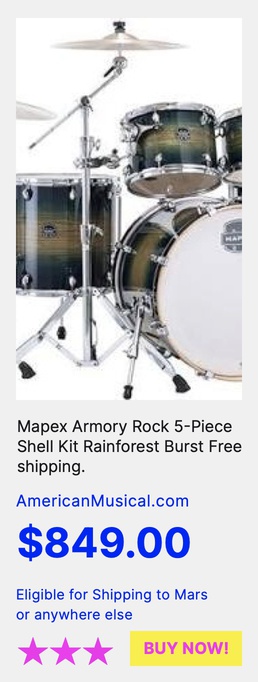 MAPE
Mapex Armory Rock 5-Piece
Shell Kit Rainforest Burst Free
shipping.
AmericanMusical.com
$849.00
Eligible for Shipping to Mars
or anywhere else
BUY NOW!